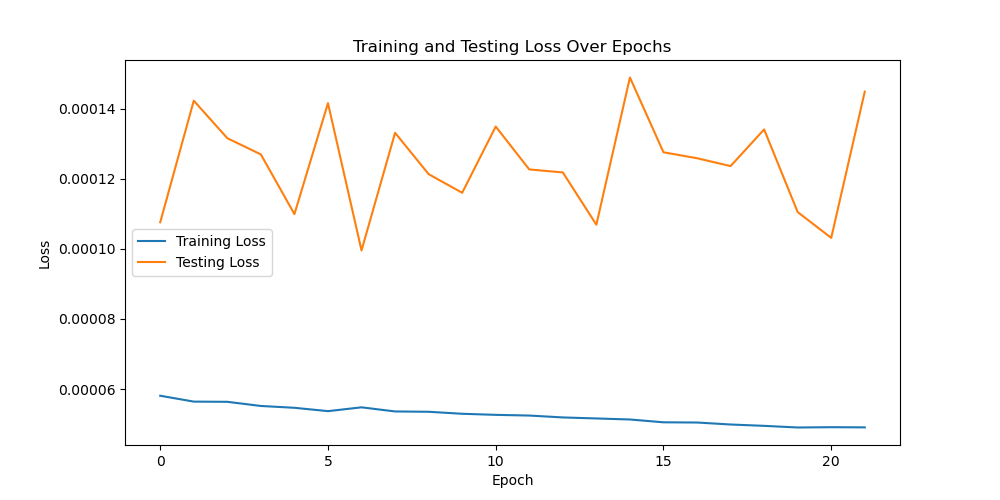 Training and Testing Loss Over Epochs
0.00014
0.00012
0.00010
0.00008
0.00006
Loss
Training Loss
Testing Loss
0 5 10 15 20
Epoch